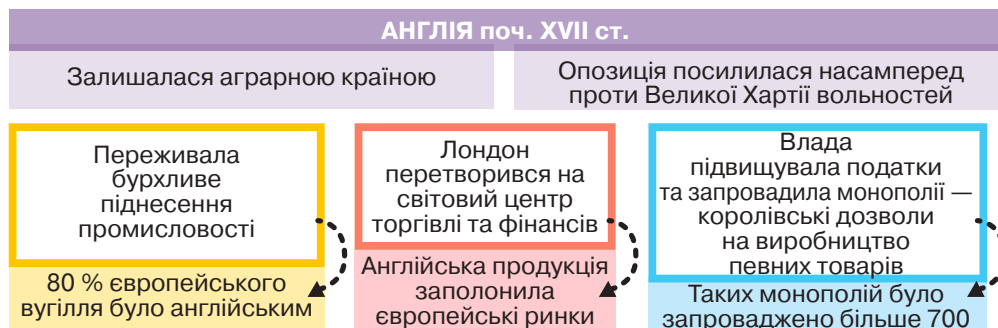 АНГЛІЯ поч. XVII ст.
Залишалася аграрною країною
Опозиція посилилася насамперед
проти Великої Хартії вольностей
Переживала
бурхливе
піднесення
промисловості
80 % європейського
вугілля було англійським
Лондон
перетворився на
світовий центр
торгівлі та фінансів
Англійська продукція
заполонила
європейські ринки
Влада
підвищувала податки
та запровадила монополії —
королівські дозволи
на виробництво
певних товарів
Таких монополій було
запроваджено більше 700